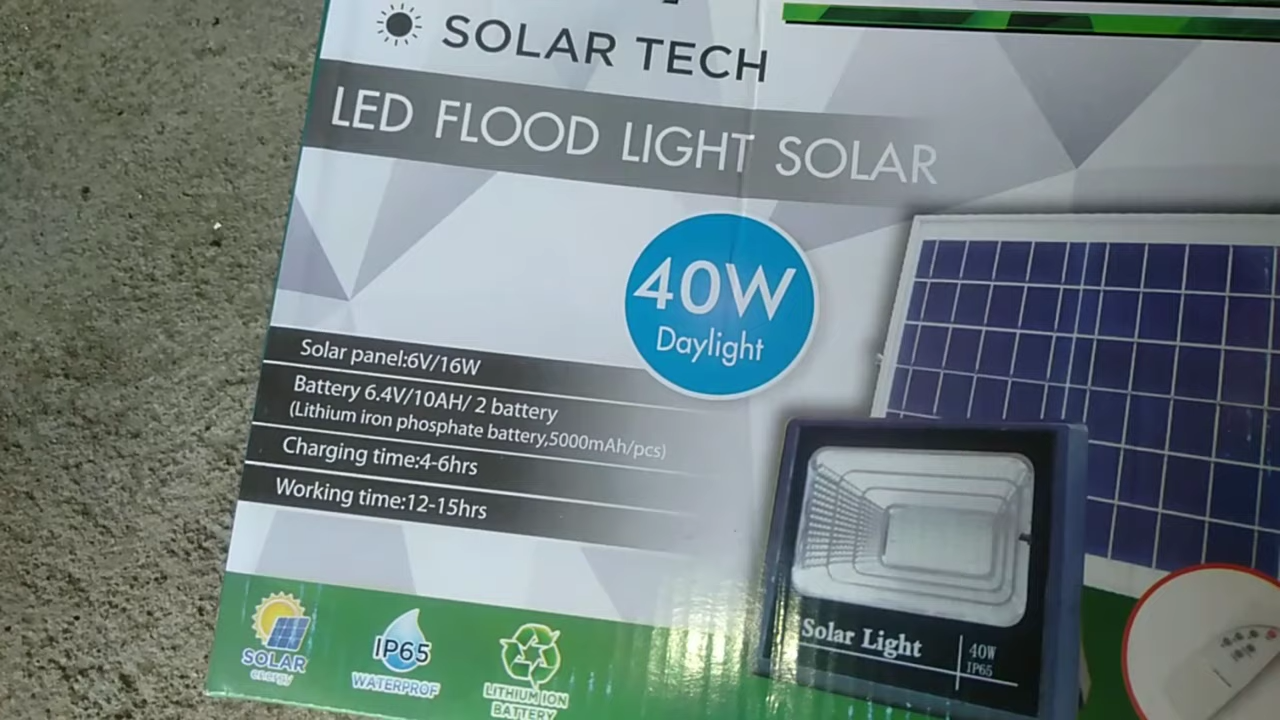 SOLAR TECH
LED FLOOD LIGHT SOLAR
40W
Daylight
Solar panel:6V/16W
Battery 6.4V/10AH/ 2 battery
(Lithium iron phosphate battery,5000mAh/pcs)
Charging time:4-6hrs
Working time:12-15hrs
SOLAR
energy
IP65
WATERPROF
LITHIUM ION
BATTERY
Solar Light
40W
IP65